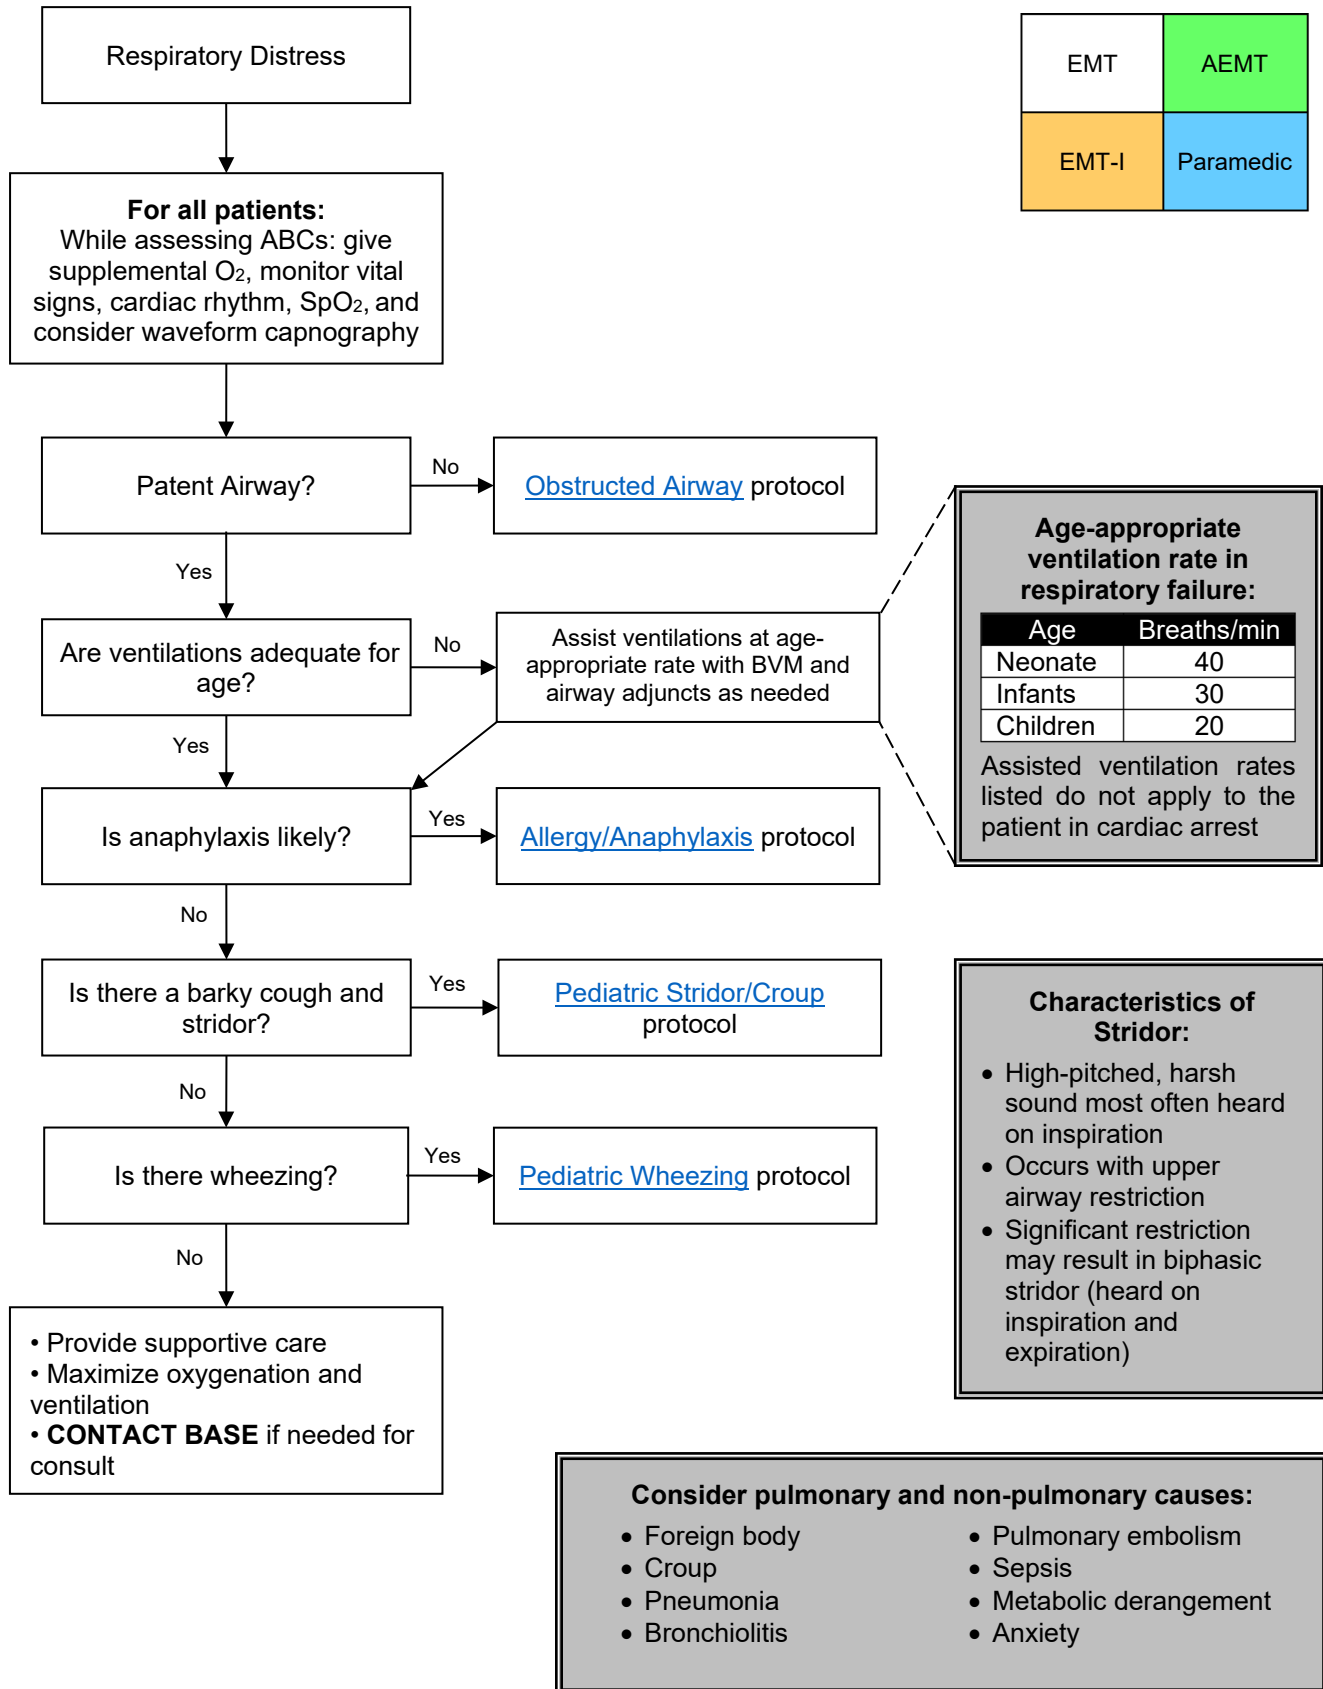 Respiratory Distress
EMT
AEMT
EMT-I
Paramedic
For all patients:
While assessing ABCs: give
supplemental O₂, monitor vital
signs, cardiac rhythm, SpO₂, and
consider waveform capnography
Patent Airway?
No
Obstructed Airway protocol
Yes
Are ventilations adequate for
age?
No
Assist ventilations at age-
appropriate rate with BVM and
airway adjuncts as needed
Age-appropriate
ventilation rate in
respiratory failure:
Age Breaths/min
Neonate 40
Infants 30
Children 20
Assisted ventilation rates
listed do not apply to the
patient in cardiac arrest
Yes
Is anaphylaxis likely?
Yes
Allergy/Anaphylaxis protocol
No
Is there a barky cough and
stridor?
Yes
Pediatric Stridor/Croup
protocol
No
Characteristics of
Stridor:
• High-pitched, harsh
sound most often heard
on inspiration
• Occurs with upper
airway restriction
• Significant restriction
may result in biphasic
stridor (heard on
inspiration and
expiration)
Is there wheezing?
Yes
Pediatric Wheezing protocol
No
• Provide supportive care
• Maximize oxygenation and
ventilation
• CONTACT BASE if needed for
consult
Consider pulmonary and non-pulmonary causes:
• Foreign body
• Croup
• Pneumonia
• Bronchiolitis
• Pulmonary embolism
• Sepsis
• Metabolic derangement
• Anxiety